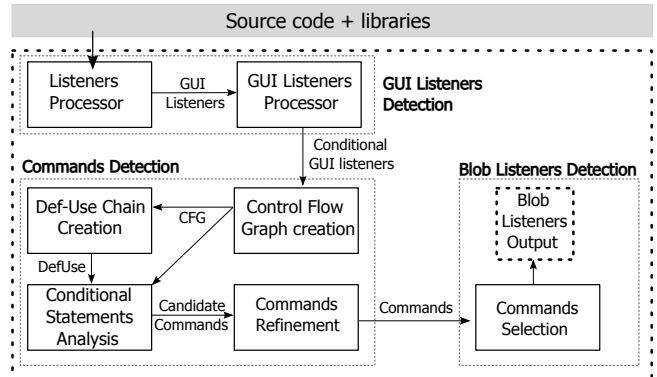 Source code + libraries
Listeners
Processor
GUI
Listeners
GUI Listeners
Processor
GUI Listeners
Detection
Conditional
GUI listeners
Commands Detection
Blob Listeners Detection
Def-Use Chain
Creation
CFG
Control Flow
Graph creation
Blob
Listeners
Output
DefUse
Conditional
Statements
Analysis
Candidate
Commands
Commands
Refinement
Commands
Commands
Selection